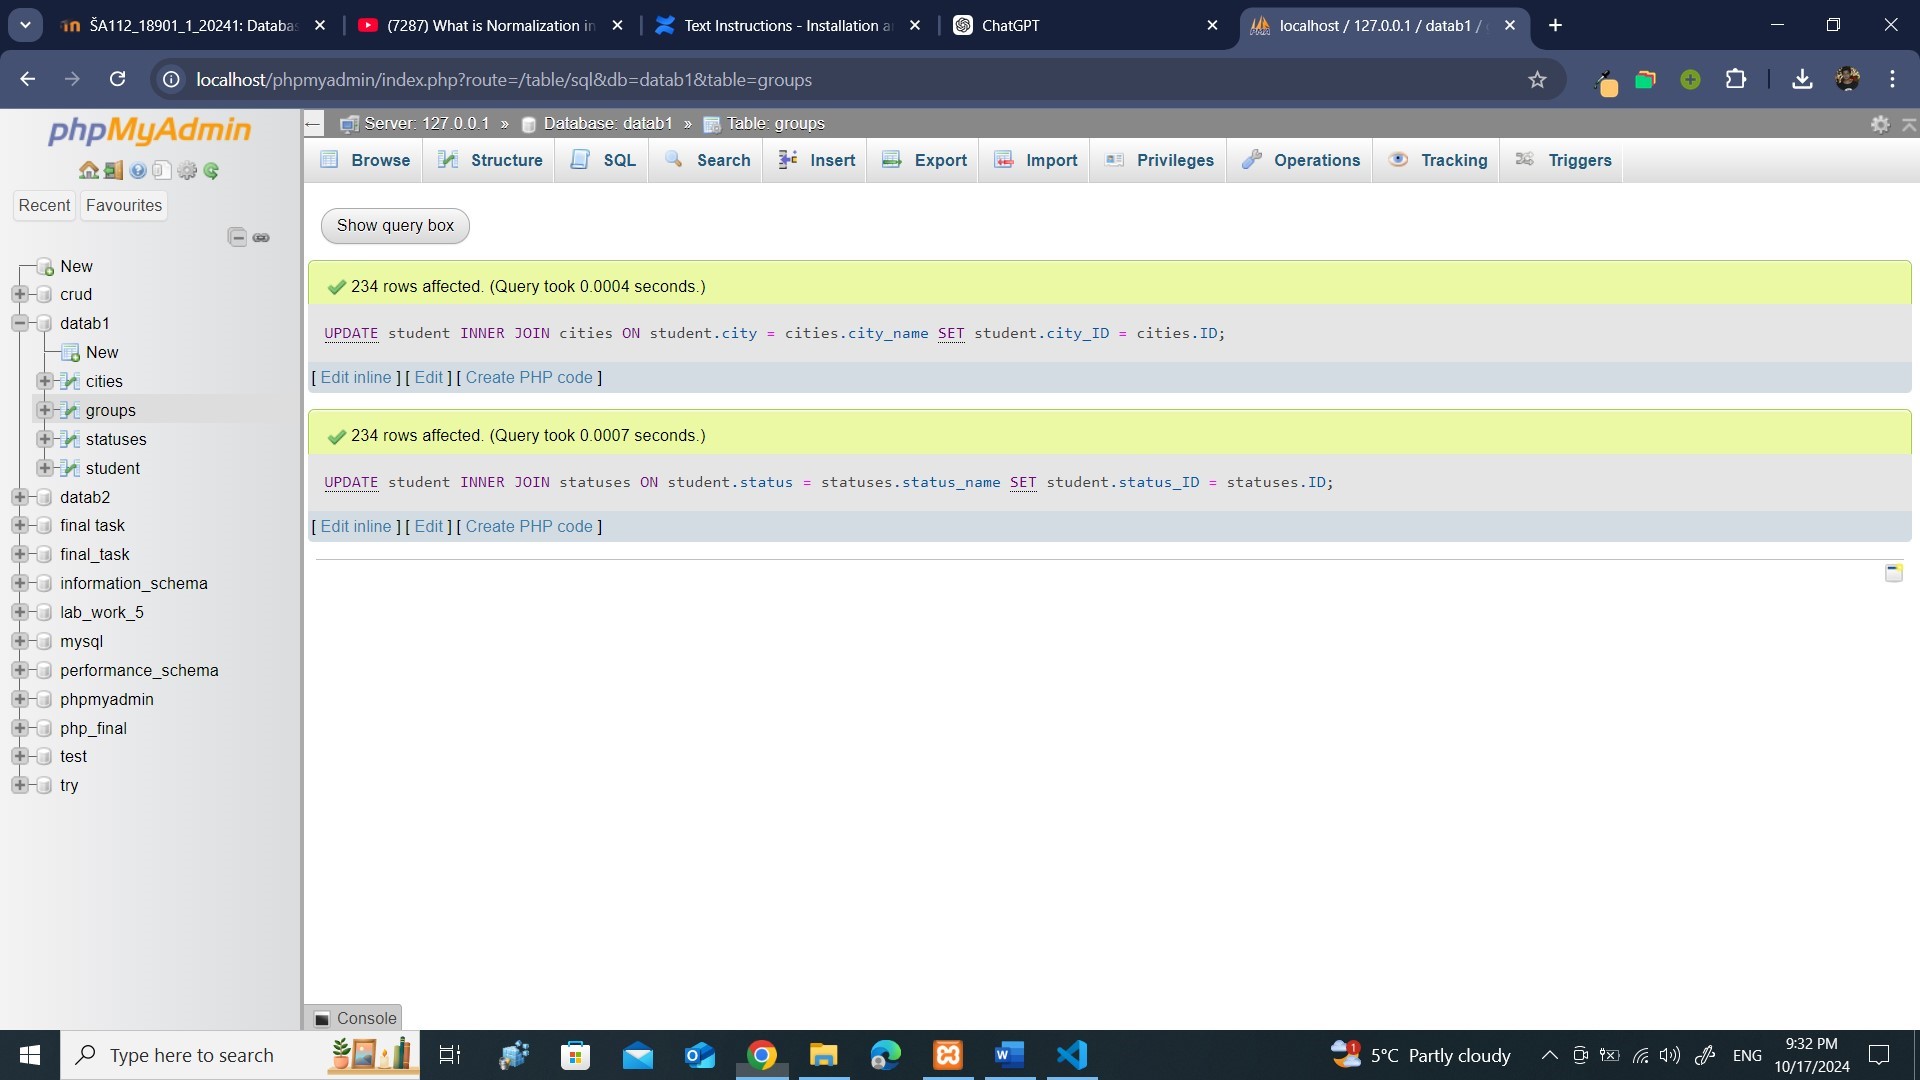 ŠA112_18901_1_20241: Databas
(7287) What is Normalization in
Text Instructions - Installation a
ChatGPT
localhost / 127.0.0.1 / datab1 /
localhost/phpmyadmin/index.php?route=/table/sql&db=datab1&table=groups
phpMyAdmin
Recent
Favourites
New
crud
datab1
New
cities
groups
statuses
student
datab2
final task
final_task
information_schema
lab_work_5
mysql
performance_schema
phpmyadmin
php_final
test
try
Server: 127.0.0.1 » Database: datab1 » Table: groups
Browse Structure SQL Search Insert Export Import Privileges Operations Tracking Triggers
Show query box
234 rows affected. (Query took 0.0004 seconds.)
UPDATE student INNER JOIN cities ON student.city = cities.city_name SET student.city_ID = cities.ID;
[ Edit inline ] [ Edit ] [ Create PHP code ]
234 rows affected. (Query took 0.0007 seconds.)
UPDATE student INNER JOIN statuses ON student.status = statuses.status_name SET student.status_ID = statuses.ID;
[ Edit inline ] [ Edit ] [ Create PHP code ]
Console
Type here to search
1
5°C Partly cloudy
ENG
9:32 PM
10/17/2024